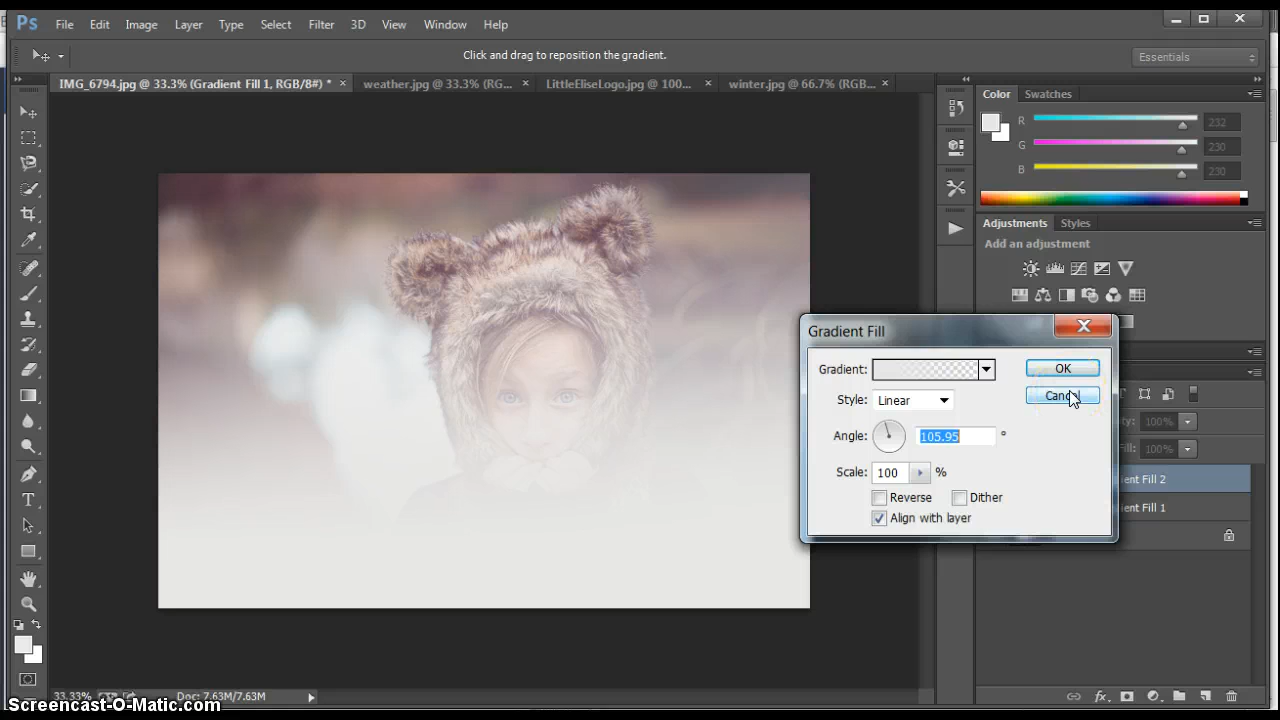 Ps File Edit Image Layer Type Select Filter 3D View Window Help
Click and drag to reposition the gradient.
Essentials
IMG_6794.jpg @ 33.3% (Gradient Fill 1, RGB/8#) * × weather.jpg @ 33.3% (RG... × LittleEliseLogo.jpg @ 100... × winter.jpg @ 66.7% (RGB... ×
Color Swatches
R 232
G 230
B 230
Adjustments Styles
Add an adjustment
Gradient Fill
Gradient: OK
Style: Linear Cancel
Angle: 105.95 °
Scale: 100 %
Reverse Dither
Align with layer
100%
Fill: 100%
ient Fill 2
ient Fill 1
33.33% Doc: 7.63M/7.63M
Screencast-O-Matic.com